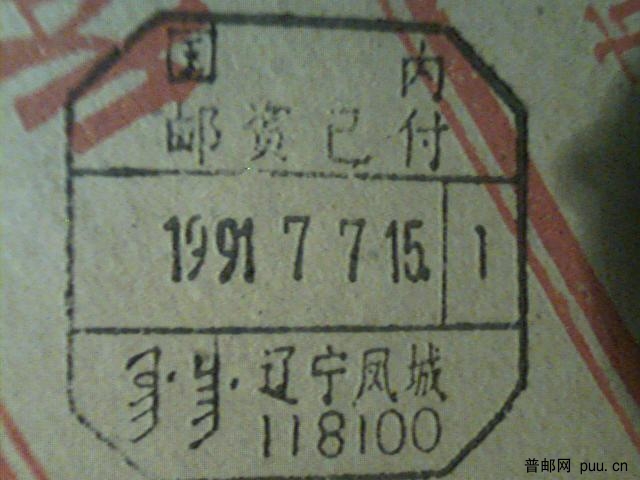 国 内
邮资已付
1991 7 7 15. 1
辽宁凤城
118100
普邮网 puu.cn